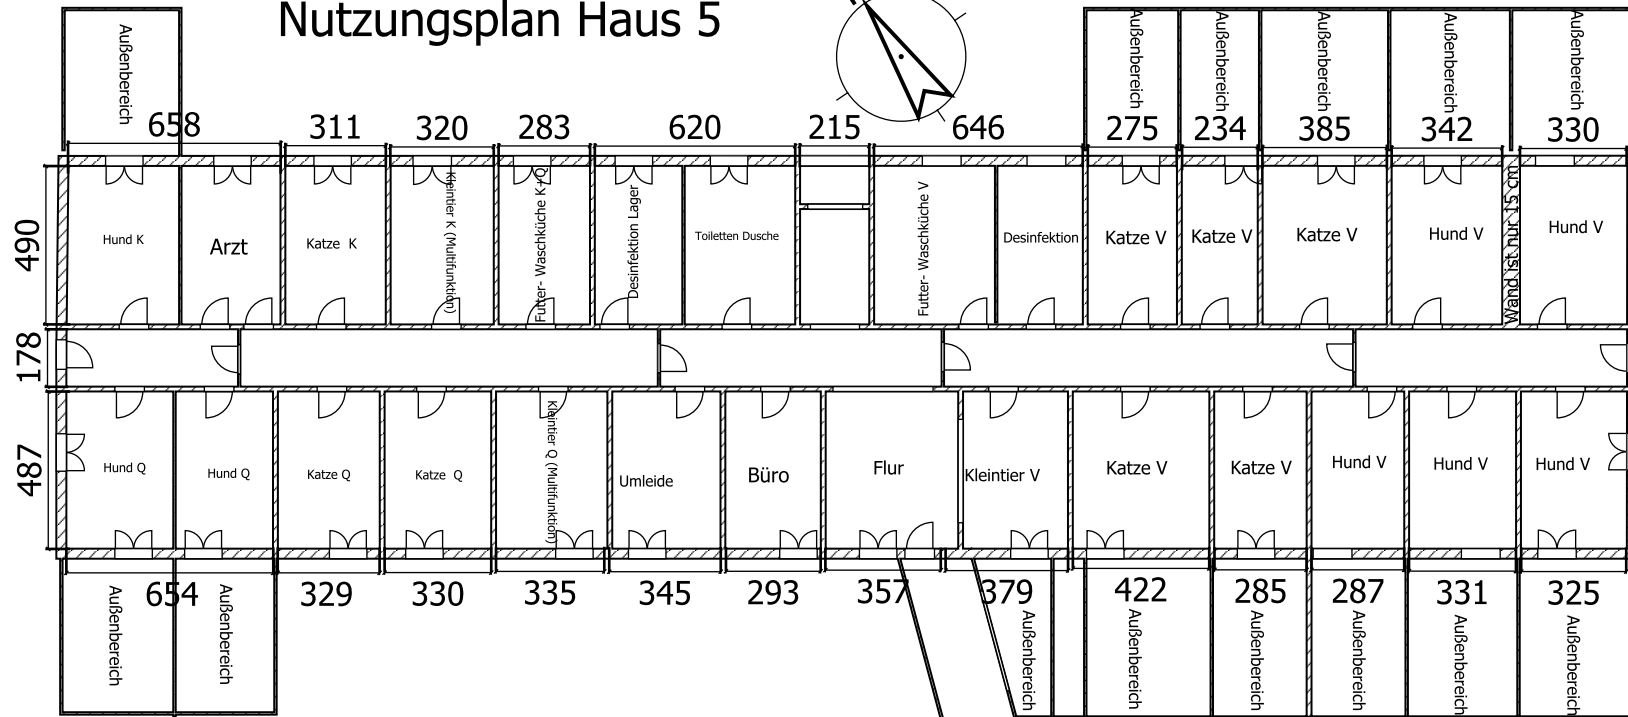 Nutzungsplan Haus 5
Außenbereich
Außenbereich
Außenbereich
Außenbereich
Außenbereich
Außenbereich
658
311
320
283
620
215
646
275
234
385
342
330
490
Hund K
Arzt
Katze K
Kleintier K (Multifunktion)
Futter- Waschküche K+Q
Desinfektion Lager
Toiletten Dusche
Futter- Waschküche V
Desinfektion
Katze V
Katze V
Katze V
Hund V
Wand ist nur 15 cm
Hund V
178
487
Hund Q
Hund Q
Katze Q
Katze Q
Kleintier Q (Multifunktion)
Umleide
Büro
Flur
Kleintier V
Katze V
Katze V
Hund V
Hund V
Hund V
654
329
330
335
345
293
357
379
422
285
287
331
325
Außenbereich
Außenbereich
Außenbereich
Außenbereich
Außenbereich
Außenbereich
Außenbereich
Außenbereich